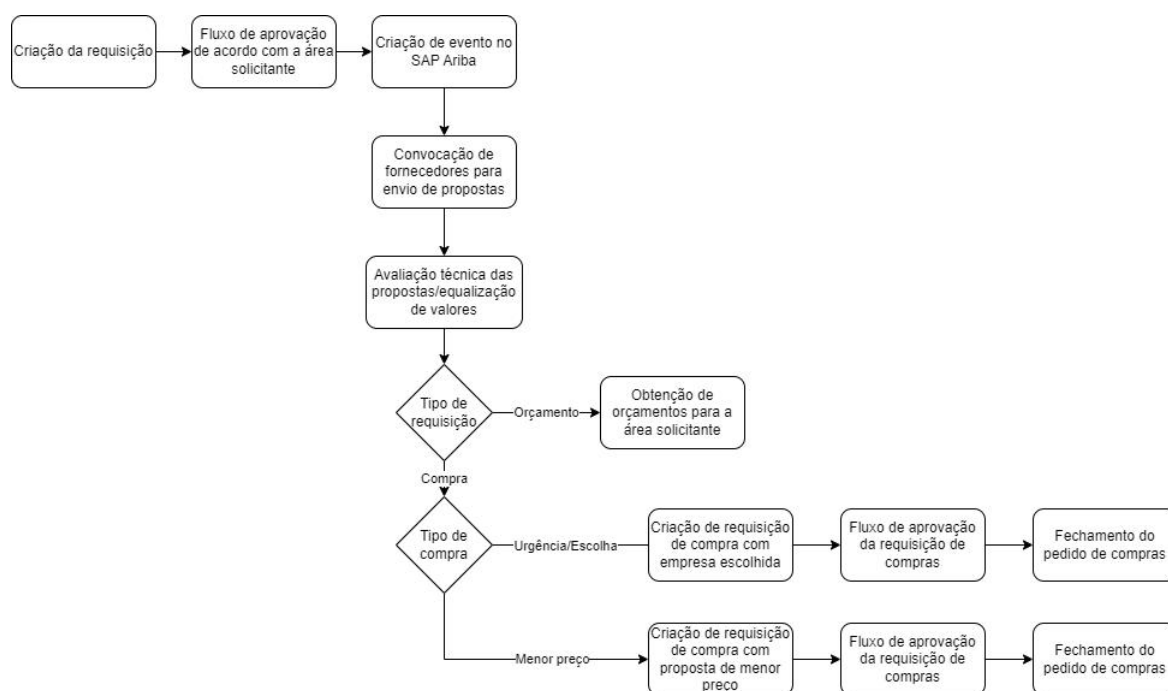 Criação da requisição
Fluxo de aprovação
de acordo com a área
solicitante
Criação de evento no
SAP Ariba
Convocação de
fornecedores para
envio de propostas
Avaliação técnica das
propostas/equalização
de valores
Tipo de
requisição
Orçamento
Obtenção de
orçamentos para a
área solicitante
Compra
Tipo de
compra
Urgência/Escolha
Criação de requisição
de compra com
empresa escolhida
Fluxo de aprovação
da requisição de
compras
Fechamento do
pedido de compras
Menor preço
Criação de requisição
de compra com
proposta de menor
preço
Fluxo de aprovação
da requisição de
compras
Fechamento do
pedido de compras